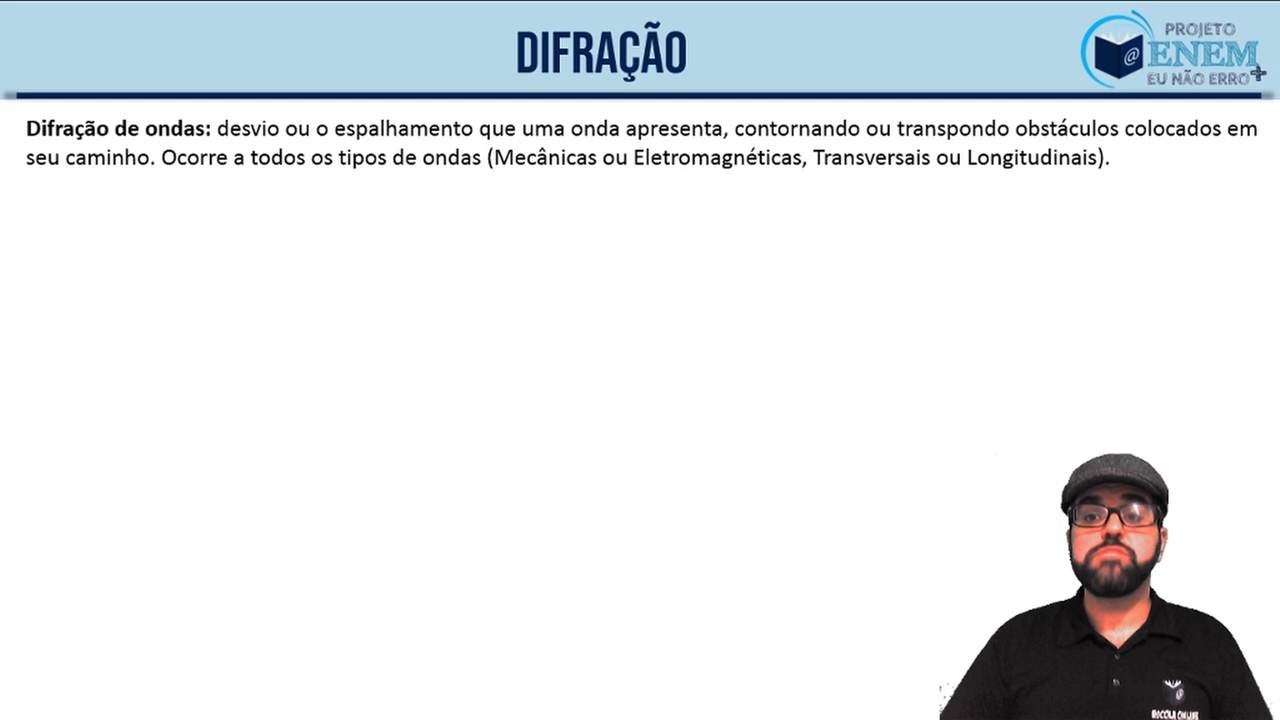 DIFRAÇÃO
PROJETO
@ENEM+
EU NÃO ERRO
Difração de ondas: desvio ou o espalhamento que uma onda apresenta, contornando ou transpondo obstáculos colocados em
seu caminho. Ocorre a todos os tipos de ondas (Mecânicas ou Eletromagnéticas, Transversais ou Longitudinais).